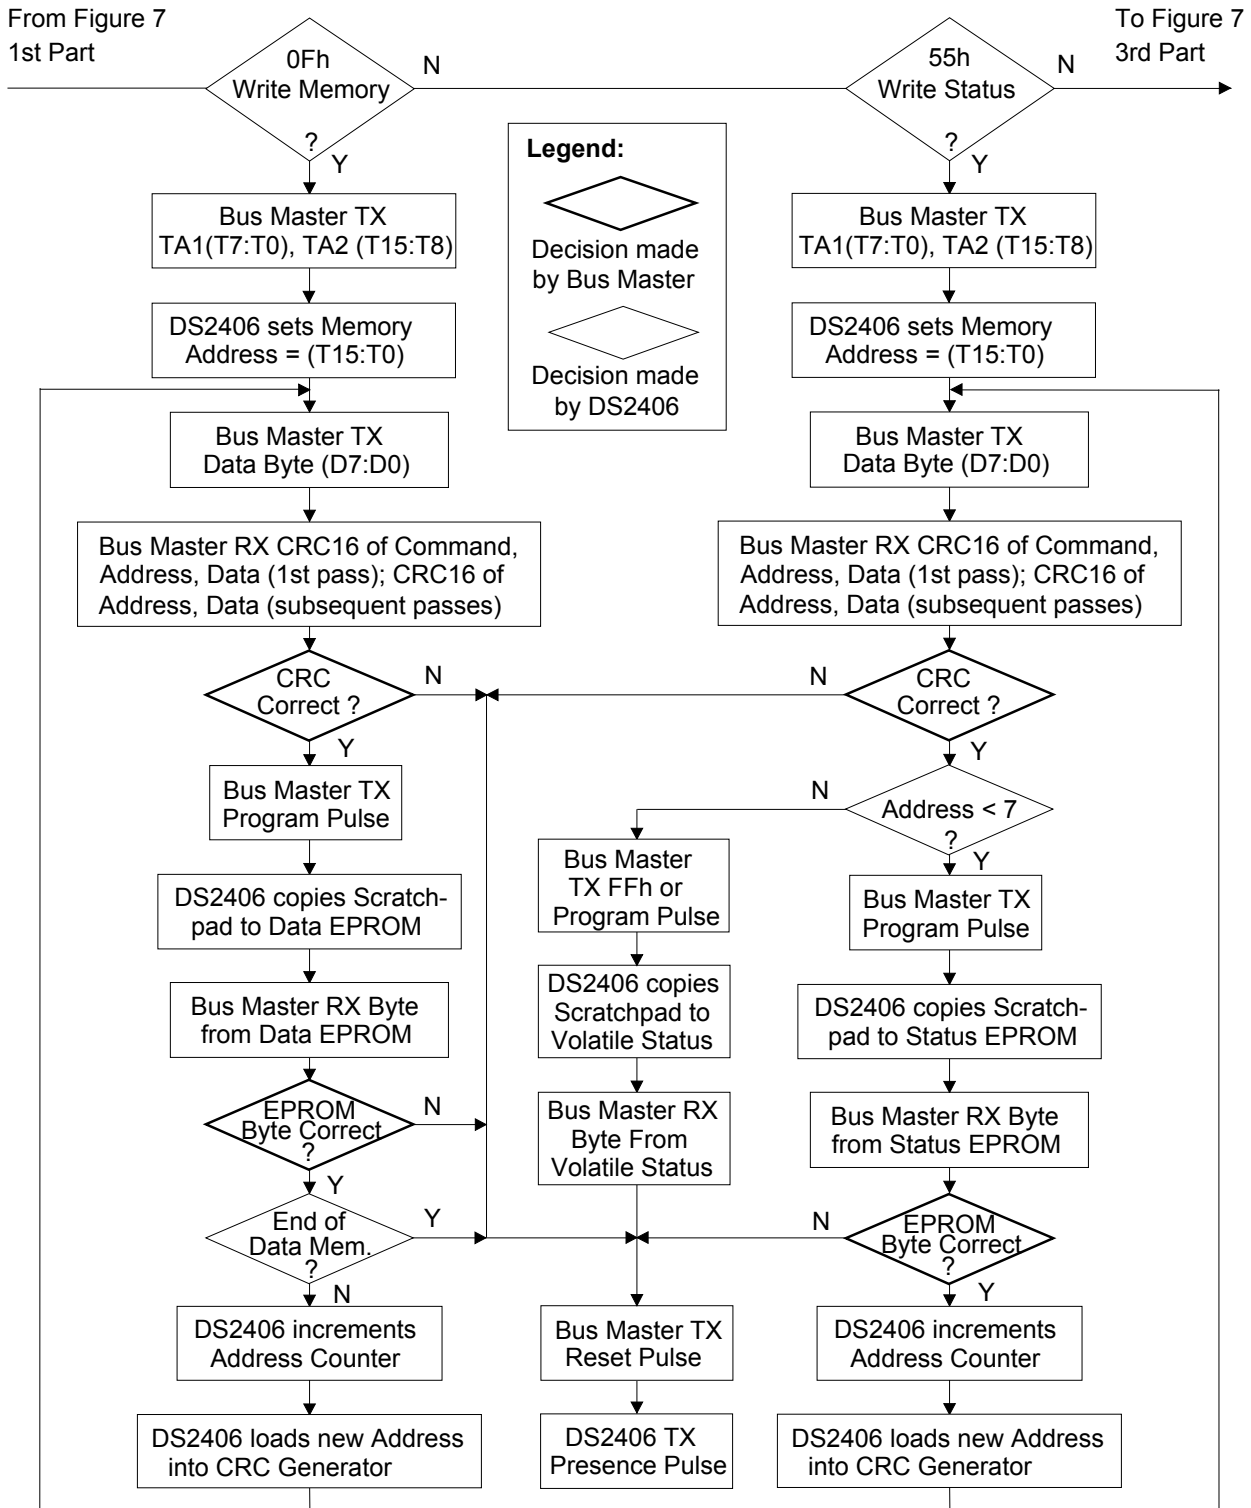 From Figure 7
1st Part
To Figure 7
3rd Part
0Fh
Write Memory
?
N
Y
55h
Write Status
?
N
Y
Legend:
Decision made
by Bus Master
Decision made
by DS2406
Bus Master TX
TA1(T7:T0), TA2 (T15:T8)
DS2406 sets Memory
Address = (T15:T0)
Bus Master TX
Data Byte (D7:D0)
Bus Master RX CRC16 of Command,
Address, Data (1st pass); CRC16 of
Address, Data (subsequent passes)
CRC
Correct ?
N
Y
Bus Master TX
Program Pulse
DS2406 copies Scratch-
pad to Data EPROM
Bus Master RX Byte
from Data EPROM
EPROM
Byte Correct
?
N
Y
End of
Data Mem.
?
Y
N
DS2406 increments
Address Counter
DS2406 loads new Address
into CRC Generator
Bus Master TX
TA1(T7:T0), TA2 (T15:T8)
DS2406 sets Memory
Address = (T15:T0)
Bus Master TX
Data Byte (D7:D0)
Bus Master RX CRC16 of Command,
Address, Data (1st pass); CRC16 of
Address, Data (subsequent passes)
CRC
Correct ?
N
Y
Address < 7
?
N
Y
Bus Master
TX FFh or
Program Pulse
DS2406 copies
Scratchpad to
Volatile Status
Bus Master RX
Byte From
Volatile Status
Bus Master TX
Reset Pulse
DS2406 TX
Presence Pulse
Bus Master TX
Program Pulse
DS2406 copies Scratch-
pad to Status EPROM
Bus Master RX Byte
from Status EPROM
EPROM
Byte Correct
?
N
Y
DS2406 increments
Address Counter
DS2406 loads new Address
into CRC Generator